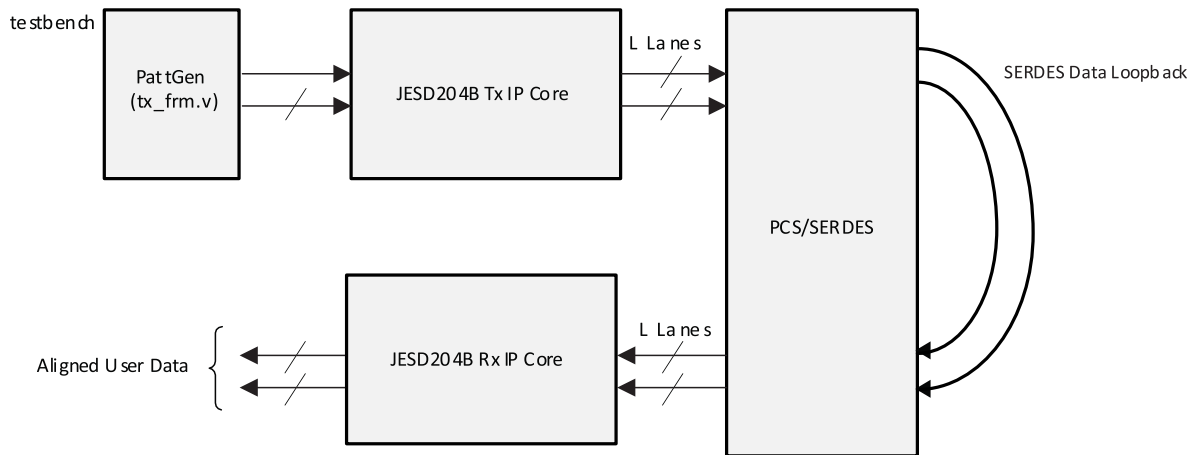 testbench
PattGen
(tx_frm.v)
JESD204B Tx IP Core
L Lanes
SERDES Data Loopback
PCS/SERDES
L Lanes
Aligned User Data
JESD204B Rx IP Core